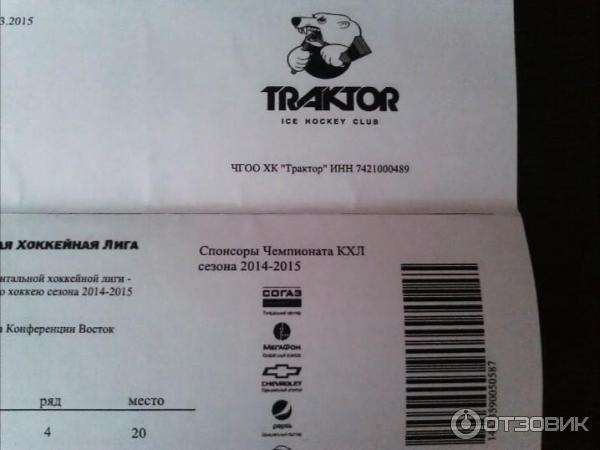 3.2015
TRAKTOR
ICE HOCKEY CLUB
ЧГОО ХК "Трактор" ИНН 7421000489
АЯ ХОККЕЙНАЯ ЛИГА
нтальной хоккейной лиги -
о хоккею сезона 2014-2015
а Конференции Восток
ряд место
4 20
Спонсоры Чемпионата КХЛ
сезона 2014-2015
СОГАЗ
МЕГАФОН
CHEVROLET
pepsi
ОТЗОВИК